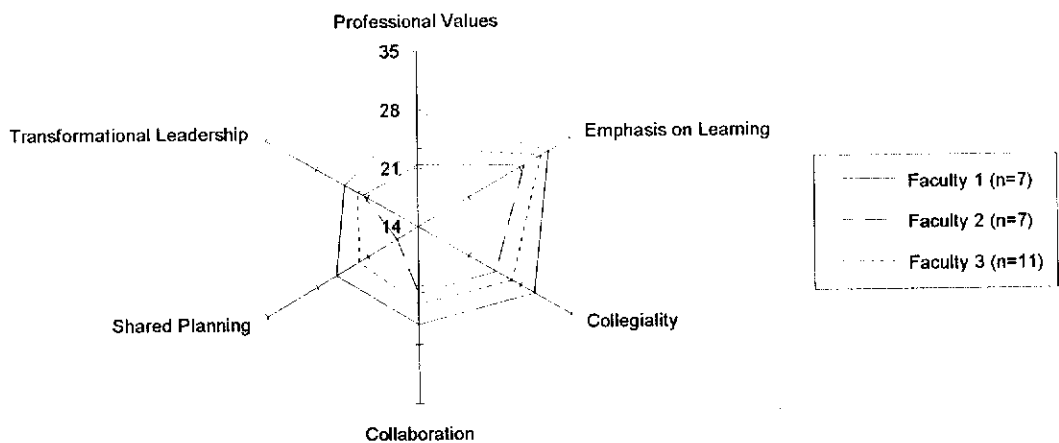 Professional Values
35
28
21
14
Transformational Leadership
Emphasis on Learning
Shared Planning
Collegiality
Collaboration
Faculty 1 (n=7)
Faculty 2 (n=7)
Faculty 3 (n=11)